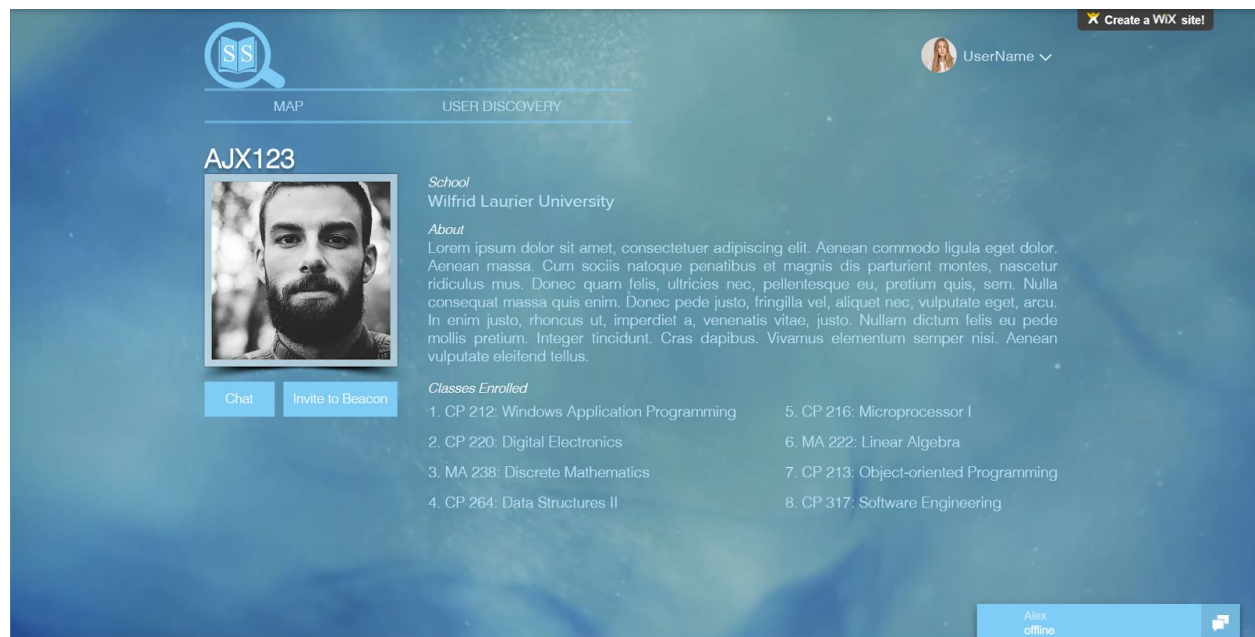 Create a WiX site!
S S
UserName
MAP
USER DISCOVERY
AJX123
School
Wilfrid Laurier University
About
Lorem ipsum dolor sit amet, consectetuer adipiscing elit. Aenean commodo ligula eget dolor.
Aenean massa. Cum sociis natoque penatibus et magnis dis parturient montes, nascetur
ridiculus mus. Donec quam felis, ultricies nec, pellentesque eu, pretium quis, sem. Nulla
consequat massa quis enim. Donec pede justo, fringilla vel, aliquet nec, vulputate eget, arcu.
In enim justo, rhoncus ut, imperdiet a, venenatis vitae, justo. Nullam dictum felis eu pede
mollis pretium. Integer tincidunt. Cras dapibus. Vivamus elementum semper nisi. Aenean
vulputate eleifend tellus.
Chat
Invite to Beacon
Classes Enrolled
1. CP 212: Windows Application Programming
2. CP 220: Digital Electronics
3. MA 238: Discrete Mathematics
4. CP 264: Data Structures II
5. CP 216: Microprocessor I
6. MA 222: Linear Algebra
7. CP 213: Object-oriented Programming
8. CP 317: Software Engineering
Alex
offline